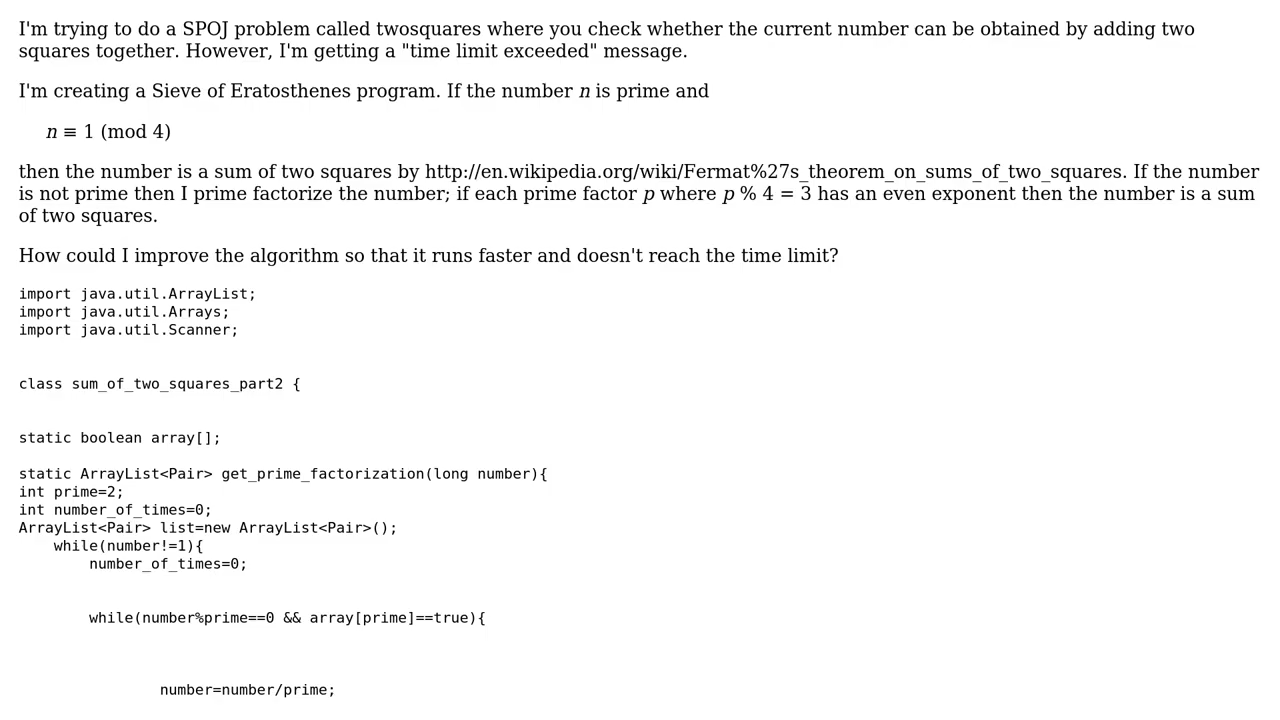 I'm trying to do a SPOJ problem called twosquares where you check whether the current number can be obtained by adding two
squares together. However, I'm getting a "time limit exceeded" message.
I'm creating a Sieve of Eratosthenes program. If the number n is prime and
n ≡ 1 (mod 4)
then the number is a sum of two squares by http://en.wikipedia.org/wiki/Fermat%27s_theorem_on_sums_of_two_squares. If the number
is not prime then I prime factorize the number; if each prime factor p where p % 4 = 3 has an even exponent then the number is a sum
of two squares.
How could I improve the algorithm so that it runs faster and doesn't reach the time limit?
import java.util.ArrayList;
import java.util.Arrays;
import java.util.Scanner;
class sum_of_two_squares_part2 {
static boolean array[];
static ArrayList<Pair> get_prime_factorization(long number){
int prime=2;
int number_of_times=0;
ArrayList<Pair> list=new ArrayList<Pair>();
while(number!=1){
number_of_times=0;
while(number%prime==0 && array[prime]==true){
number=number/prime;